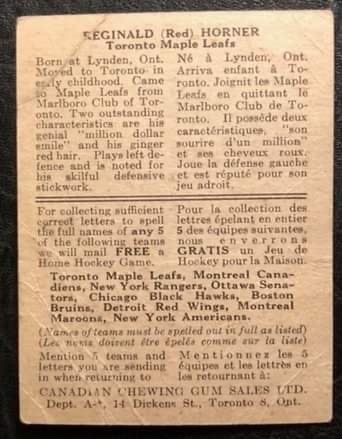 REGINALD (Red) HORNER
Toronto Maple Leafs
Born at Lynden, Ont.
Moved to Toronto in
early childhood. Came
to Maple Leafs from
Marlboro Club of Tor-
onto. Two outstanding
characteristics are his
genial "million dollar
smile" and his ginger
red hair. Plays left de-
fence and is noted for
his skilful defensive
stickwork.
Né à Lynden, Ont.
Arriva enfant à To-
ronto. Joignit les Maple
Leafs en quittant le
Marlboro Club de To-
ronto. Il possède deux
caractéristiques, "son
sourire d'un million"
et ses cheveux roux.
Joue la défense gauche
et est réputé pour son
jeu adroit.
For collecting sufficient
correct letters to spell
the full names of any 5
of the following teams
we will mail FREE a
Home Hockey Game.
Pour la collection des
lettres épelant en entier
5 des équipes suivantes,
nous enverrons
GRATIS un Jeu de
Hockey pour la Maison.
Toronto Maple Leafs, Montreal Cana-
diens, New York Rangers, Ottawa Sena-
tors, Chicago Black Hawks, Boston
Bruins, Detroit Red Wings, Montreal
Maroons, New York Americans.
(Names of teams must be spelled out in full as listed)
(Les noms doivent être épelés comme sur la liste)
Mention 5 teams and
letters you are sending
in when returning to
Mentionnez les 5
équipes et les lettres en
les retournant à:
CANADIAN CHEWING GUM SALES LTD.
Dept. A-, 14 Dickens St., Toronto 8, Ont.